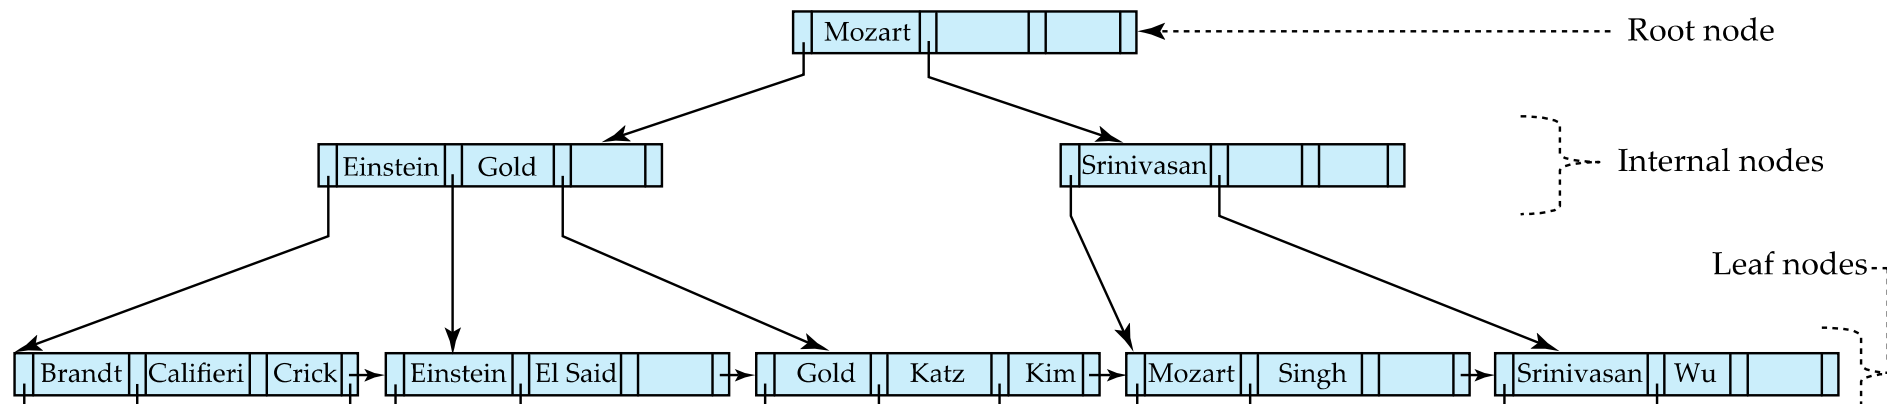 Mozart
Root node
Einstein Gold
Srinivasan
Internal nodes
Leaf nodes
Brandt Califieri Crick Einstein El Said Gold Katz Kim Mozart Singh Srinivasan Wu